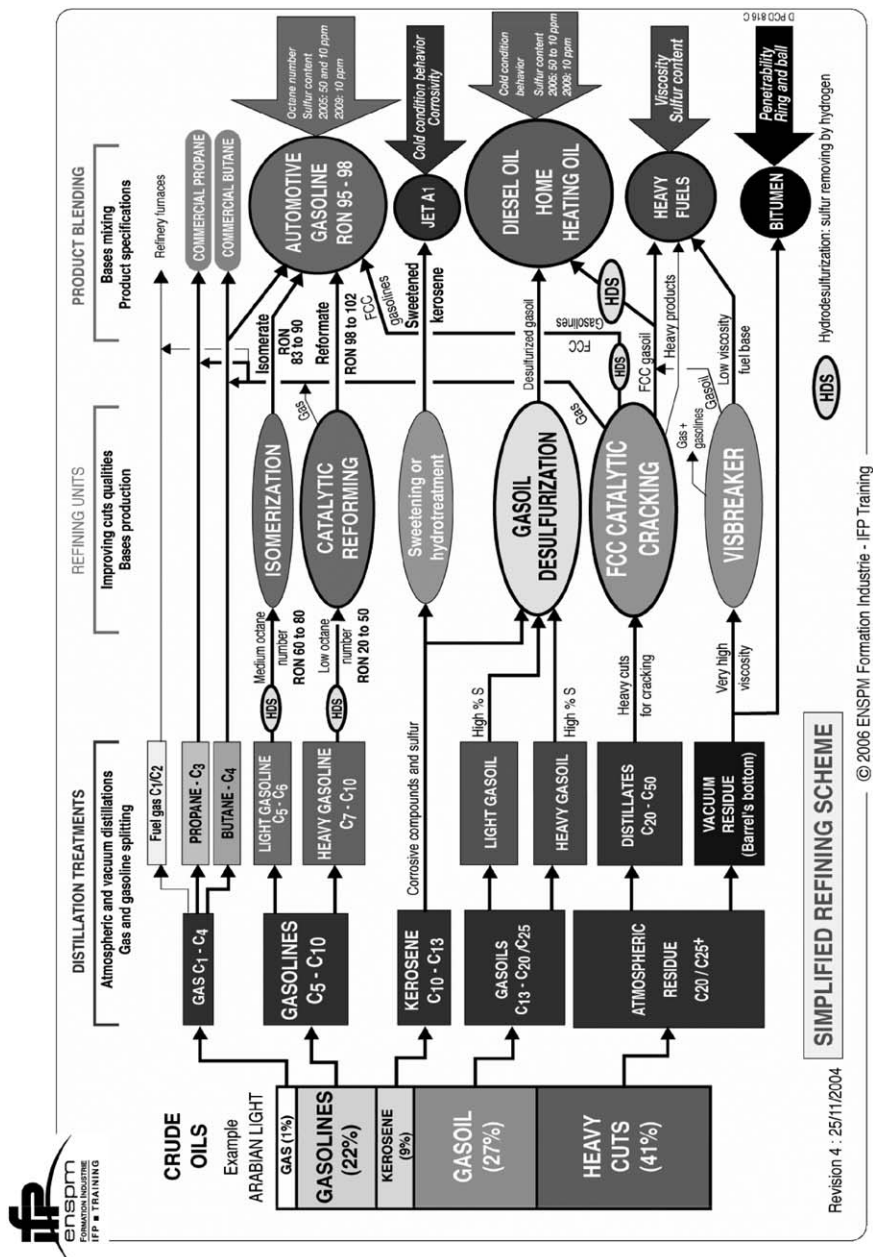 ifp
enspm
FORMATION INDUSTRIE
IFP ■ TRAINING
DISTILLATION TREATMENTS
Atmospheric and vacuum distillations
Gas and gasoline splitting
REFINING UNITS
Improving cuts qualities
Bases production
PRODUCT BLENDING
Bases mixing
Product specifications
CRUDE
OILS
Example
ARABIAN LIGHT
GAS (1%)
GASOLINES
(22%)
KEROSENE
(9%)
GASOIL
(27%)
HEAVY
CUTS
(41%)
GAS C1 - C4
GASOLINES
C5 - C10
KEROSENE
C10 - C13
GASOILS
C13 - C20 /C25
ATMOSPHERIC
RESIDUE
C20 / C25+
Fuel gas C1/C2
PROPANE - C3
BUTANE - C4
LIGHT GASOLINE
C5 - C6
HEAVY GASOLINE
C7 - C10
Corrosive compounds and sulfur
LIGHT GASOIL
HEAVY GASOIL
DISTILLATES
C20 - C50
VACUUM
RESIDUE
(Barrel's bottom)
HDS
HDS
Medium octane
number
RON 60 to 80
Low octane
number
RON 20 to 50
High % S
High % S
Heavy cuts
for cracking
Very high
viscosity
ISOMERIZATION
CATALYTIC
REFORMING
Sweetening or
hydrotreatment
GASOIL
DESULFURIZATION
FCC CATALYTIC
CRACKING
VISBREAKER
Isomerate
RON
83 to 90
Gas
Reformate
RON 98 to 102
FCC
gasolines
Sweetened
kerosene
Desulfurized gasoil
Gas
HDS
FCC
Gasolines
HDS
FCC gasoil
Heavy products
Gas +
gasolines
Gasoil
Low viscosity
fuel base
Refinery furnaces
COMMERCIAL PROPANE
COMMERCIAL BUTANE
AUTOMOTIVE
GASOLINE
RON 95 - 98
JET A1
DIESEL OIL
HOME
HEATING OIL
HEAVY
FUELS
BITUMEN
Octane number
Sulfur content
2005: 50 and 10 ppm
2009: 10 ppm
Cold condition behavior
Corrosivity
Cold condition
behavior
Sulfur content
2005: 50 to 10 ppm
2009: 10 ppm
Viscosity
Sulfur content
Penetrability
Ring and ball
D PCD 816 C
HDS
Hydrodesulfurization: sulfur removing by hydrogen
SIMPLIFIED REFINING SCHEME
Revision 4 : 25/11/2004
© 2006 ENSPM Formation Industrie - IFP Training